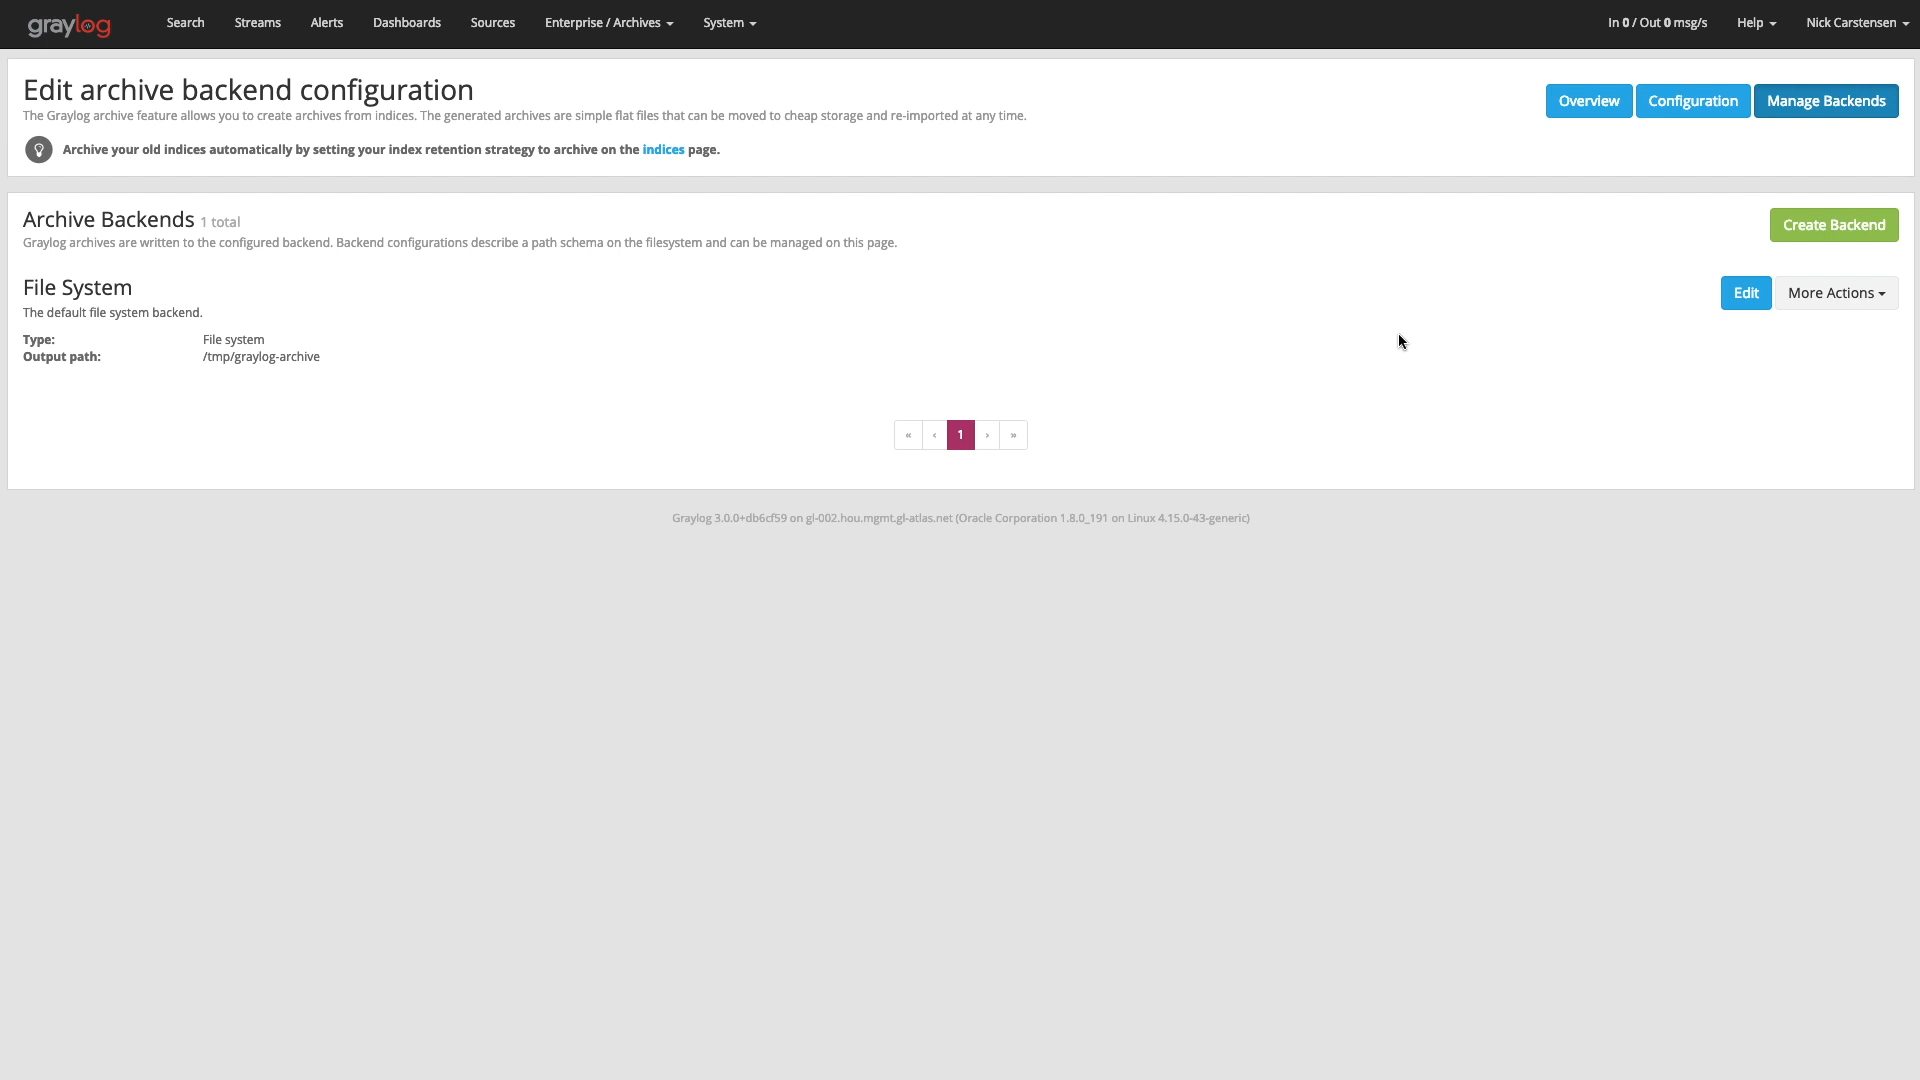 graylog
Search Streams Alerts Dashboards Sources Enterprise / Archives System In 0 / Out 0 msg/s Help Nick Carstensen
Edit archive backend configuration
The Graylog archive feature allows you to create archives from indices. The generated archives are simple flat files that can be moved to cheap storage and re-imported at any time.
Archive your old indices automatically by setting your index retention strategy to archive on the indices page.
Overview Configuration Manage Backends
Archive Backends 1 total
Graylog archives are written to the configured backend. Backend configurations describe a path schema on the filesystem and can be managed on this page.
Create Backend
File System
The default file system backend.
Edit More Actions
Type: File system
Output path: /tmp/graylog-archive
« ‹ 1 › »
Graylog 3.0.0+db6cf59 on gl-002.hou.mgmt.gl-atlas.net (Oracle Corporation 1.8.0_191 on Linux 4.15.0-43-generic)